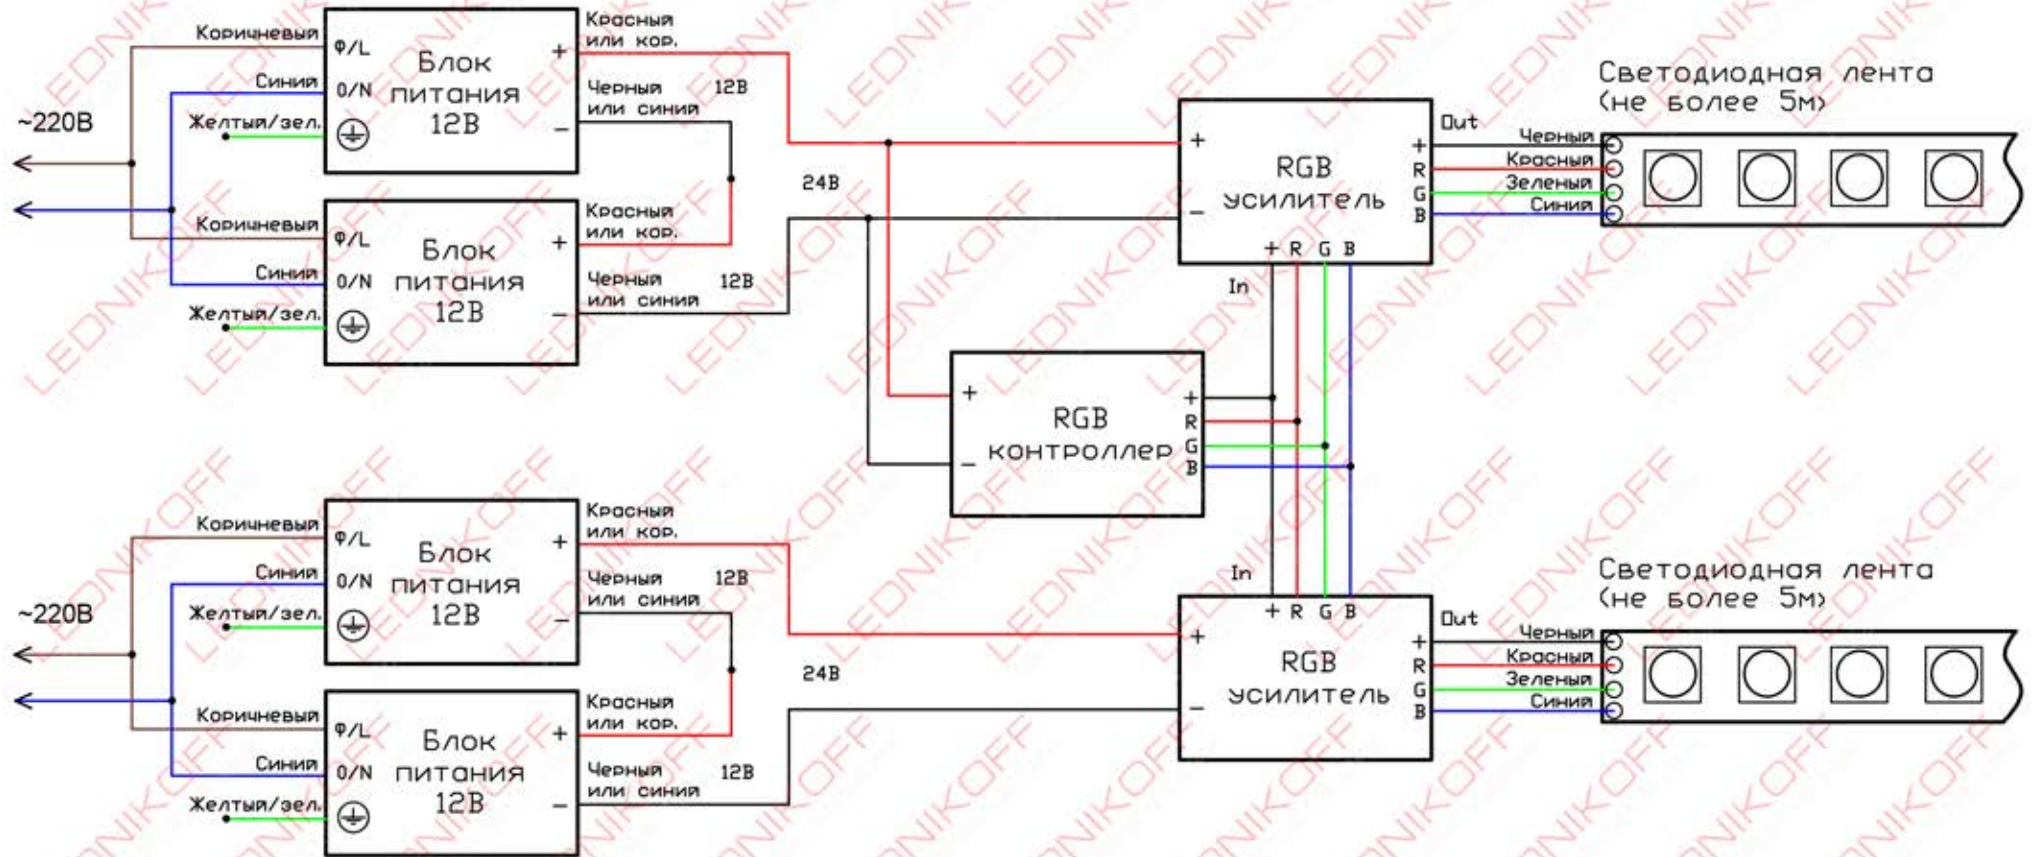 Коричневый
Синий
Желтый/зел.
~220В
Φ/L
0/N
Блок
питания
12В
+
−
Красный
или кор.
Черный
или синий
12В
Коричневый
Синий
Желтый/зел.
Φ/L
0/N
Блок
питания
12В
+
−
Красный
или кор.
Черный
или синий
12В
24В
+
−
RGB
усилитель
+ R G B
In
Out
+
R
G
B
Черный
Красный
Зеленый
Синий
Светодиодная лента
(не более 5м)
+
−
RGB
контроллер
+
R
G
B
Коричневый
Синий
Желтый/зел.
~220В
Φ/L
0/N
Блок
питания
12В
+
−
Красный
или кор.
Черный
или синий
12В
Коричневый
Синий
Желтый/зел.
Φ/L
0/N
Блок
питания
12В
+
−
Красный
или кор.
Черный
или синий
12В
24В
In
+ R G B
+
−
RGB
усилитель
Out
+
R
G
B
Черный
Красный
Зеленый
Синий
Светодиодная лента
(не более 5м)
LEDNIKOFF